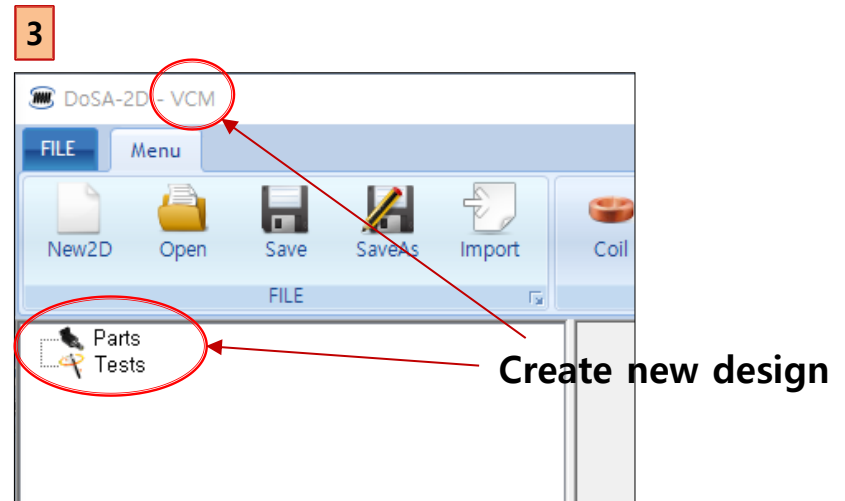 3
DoSA-2D - VCM
FILE Menu
New2D Open Save SaveAs Import Coil
FILE
Parts
Tests
Create new design